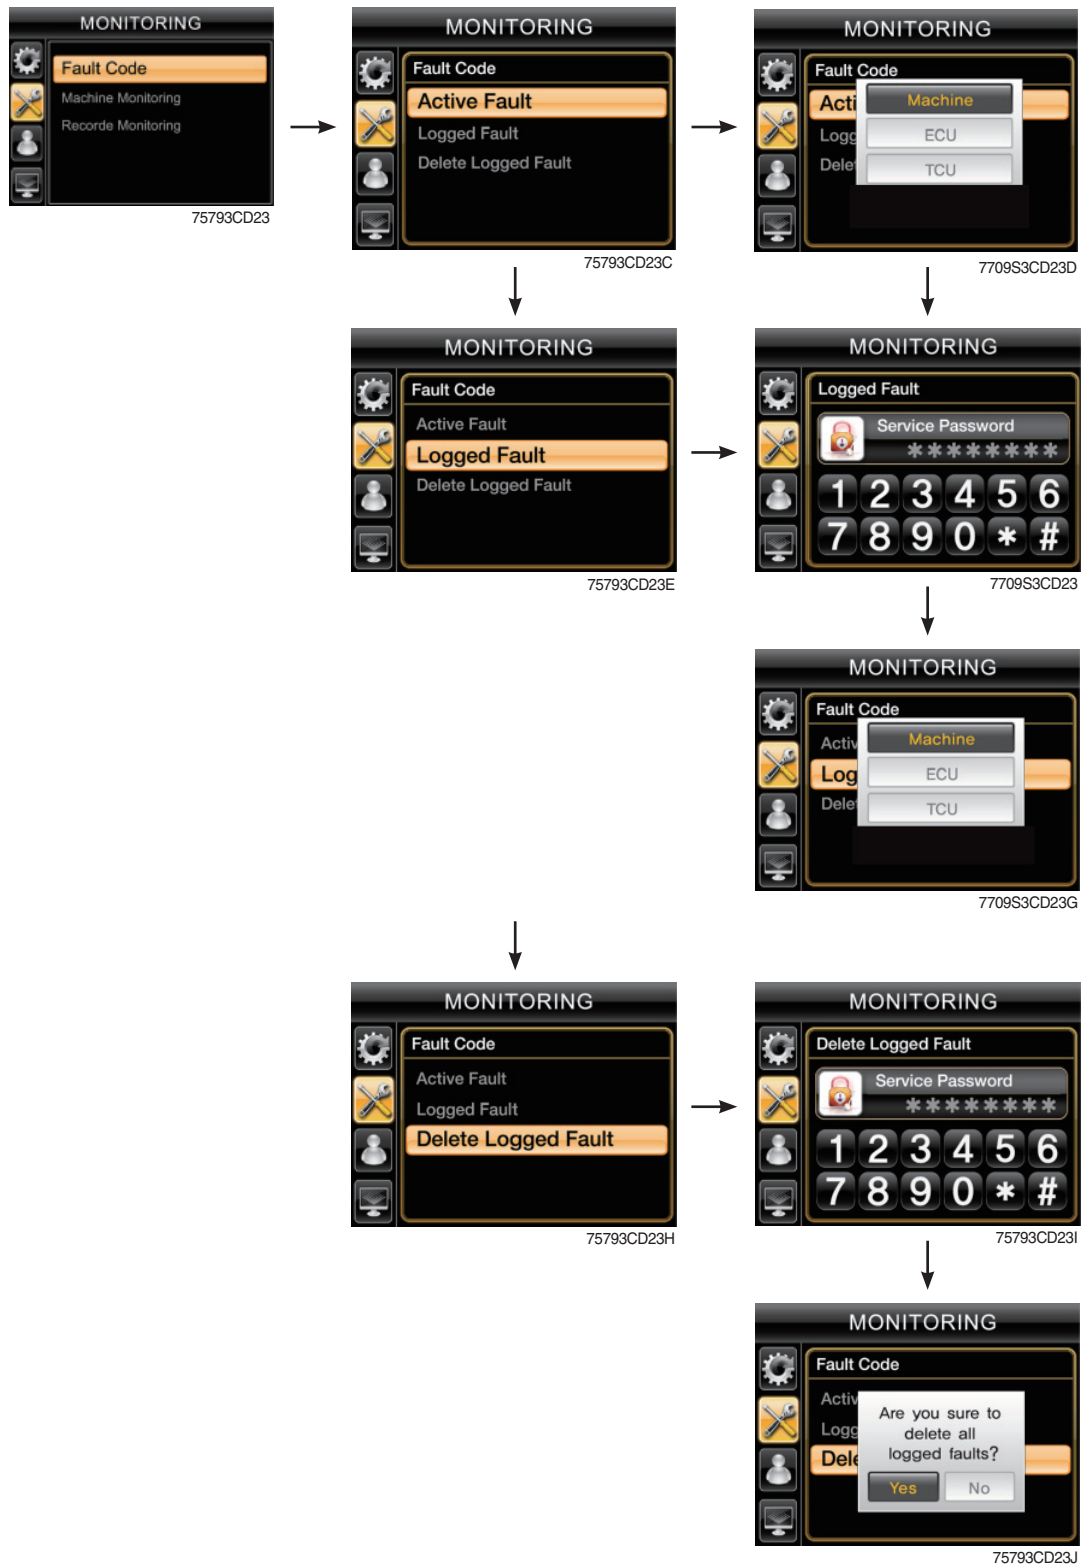 MONITORING
Fault Code
Machine Monitoring
Recorde Monitoring
75793CD23
MONITORING
Fault Code
Active Fault
Logged Fault
Delete Logged Fault
75793CD23C
MONITORING
Fault Code
Acti
Machine
Logg
ECU
Delet
TCU
7709S3CD23D
MONITORING
Fault Code
Active Fault
Logged Fault
Delete Logged Fault
75793CD23E
MONITORING
Logged Fault
Service Password
********
1 2 3 4 5 6
7 8 9 0 * #
7709S3CD23
MONITORING
Fault Code
Activ
Machine
Log
ECU
Delet
TCU
7709S3CD23G
MONITORING
Fault Code
Active Fault
Logged Fault
Delete Logged Fault
75793CD23H
MONITORING
Delete Logged Fault
Service Password
********
1 2 3 4 5 6
7 8 9 0 * #
75793CD23I
MONITORING
Fault Code
Activ
Logg
Dele
Are you sure to
delete all
logged faults?
Yes No
75793CD23J